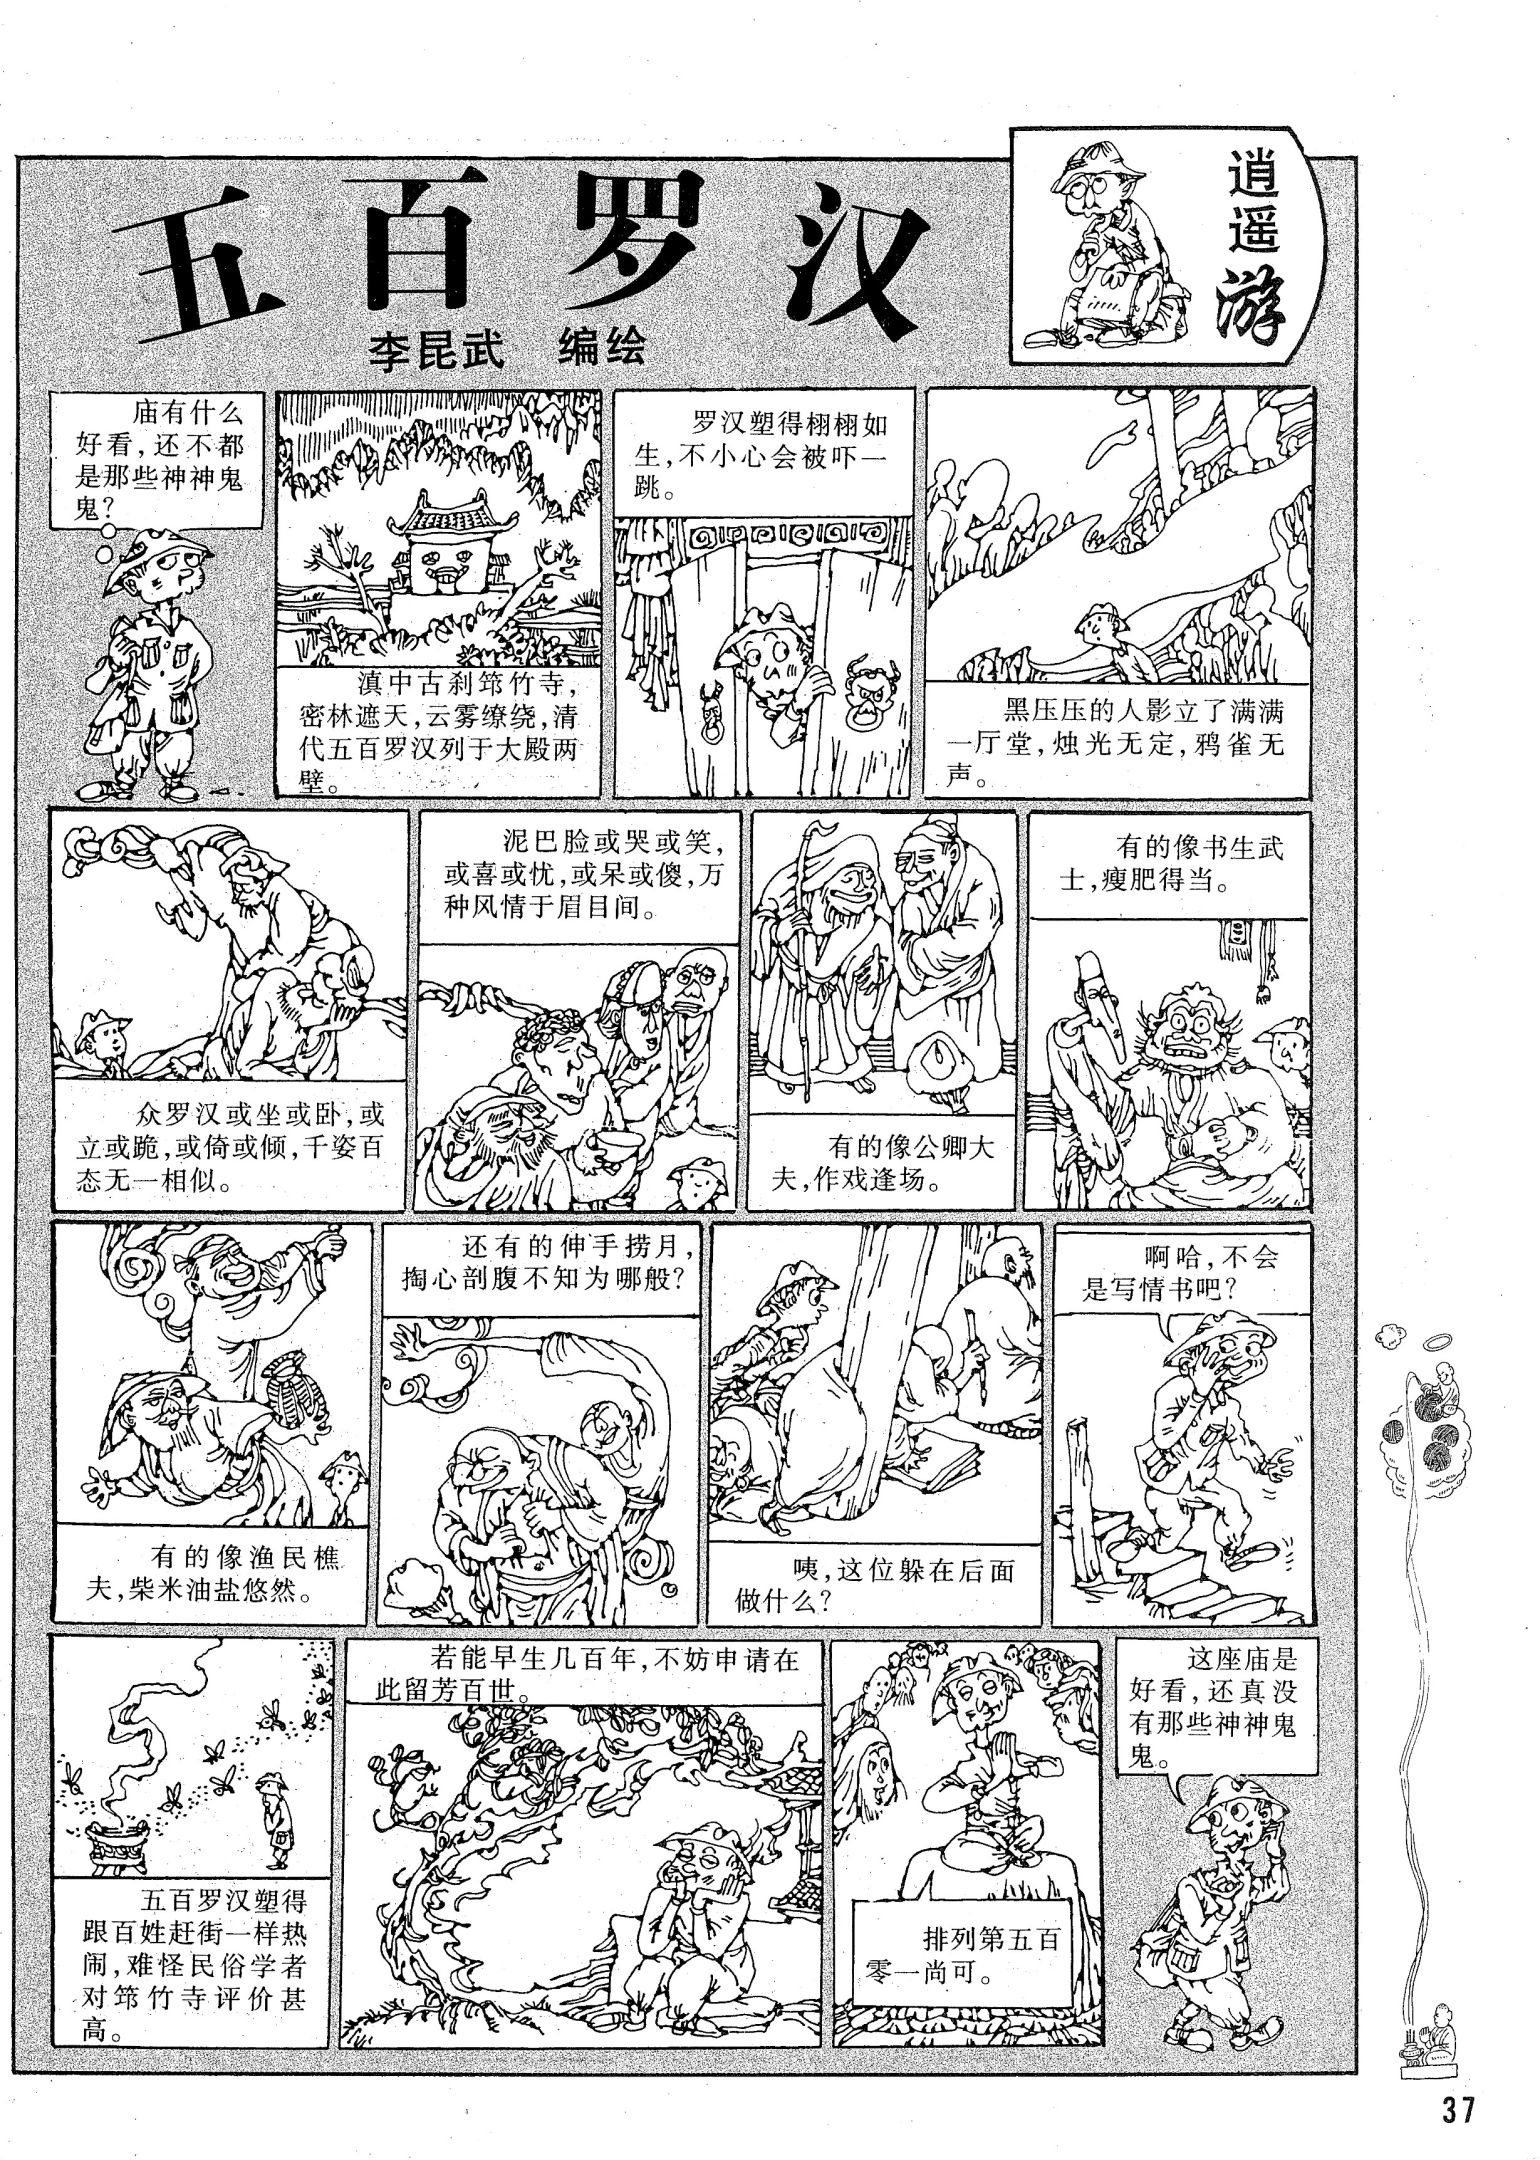 五百罗汉
李昆武 编绘
逍遥游
庙有什么
好看，还不都
是那些神神鬼
鬼？
滇中古刹筇竹寺，
密林遮天，云雾缭绕，清
代五百罗汉列于大殿两
壁。
罗汉塑得栩栩如
生，不小心会被吓一
跳。
黑压压的人影立了满满
一厅堂，烛光无定，鸦雀无
声。
众罗汉或坐或卧，或
立或跪，或倚或倾，千姿百
态无一相似。
泥巴脸或哭或笑，
或喜或忧，或呆或傻，万
种风情于眉目间。
有的像公卿大
夫，作戏逢场。
有的像书生武
士，瘦肥得当。
有的像渔民樵
夫，柴米油盐悠然。
还有的伸手捞月，
掏心剖腹不知为哪般？
咦，这位躲在后面
做什么？
啊哈，不会
是写情书吧？
五百罗汉塑得
跟百姓赶街一样热
闹，难怪民俗学者
对筇竹寺评价甚
高。
若能早生几百年，不妨申请在
此留芳百世。
排列第五百
零一尚可。
这座庙是
好看，还真没
有那些神神鬼
鬼。
37